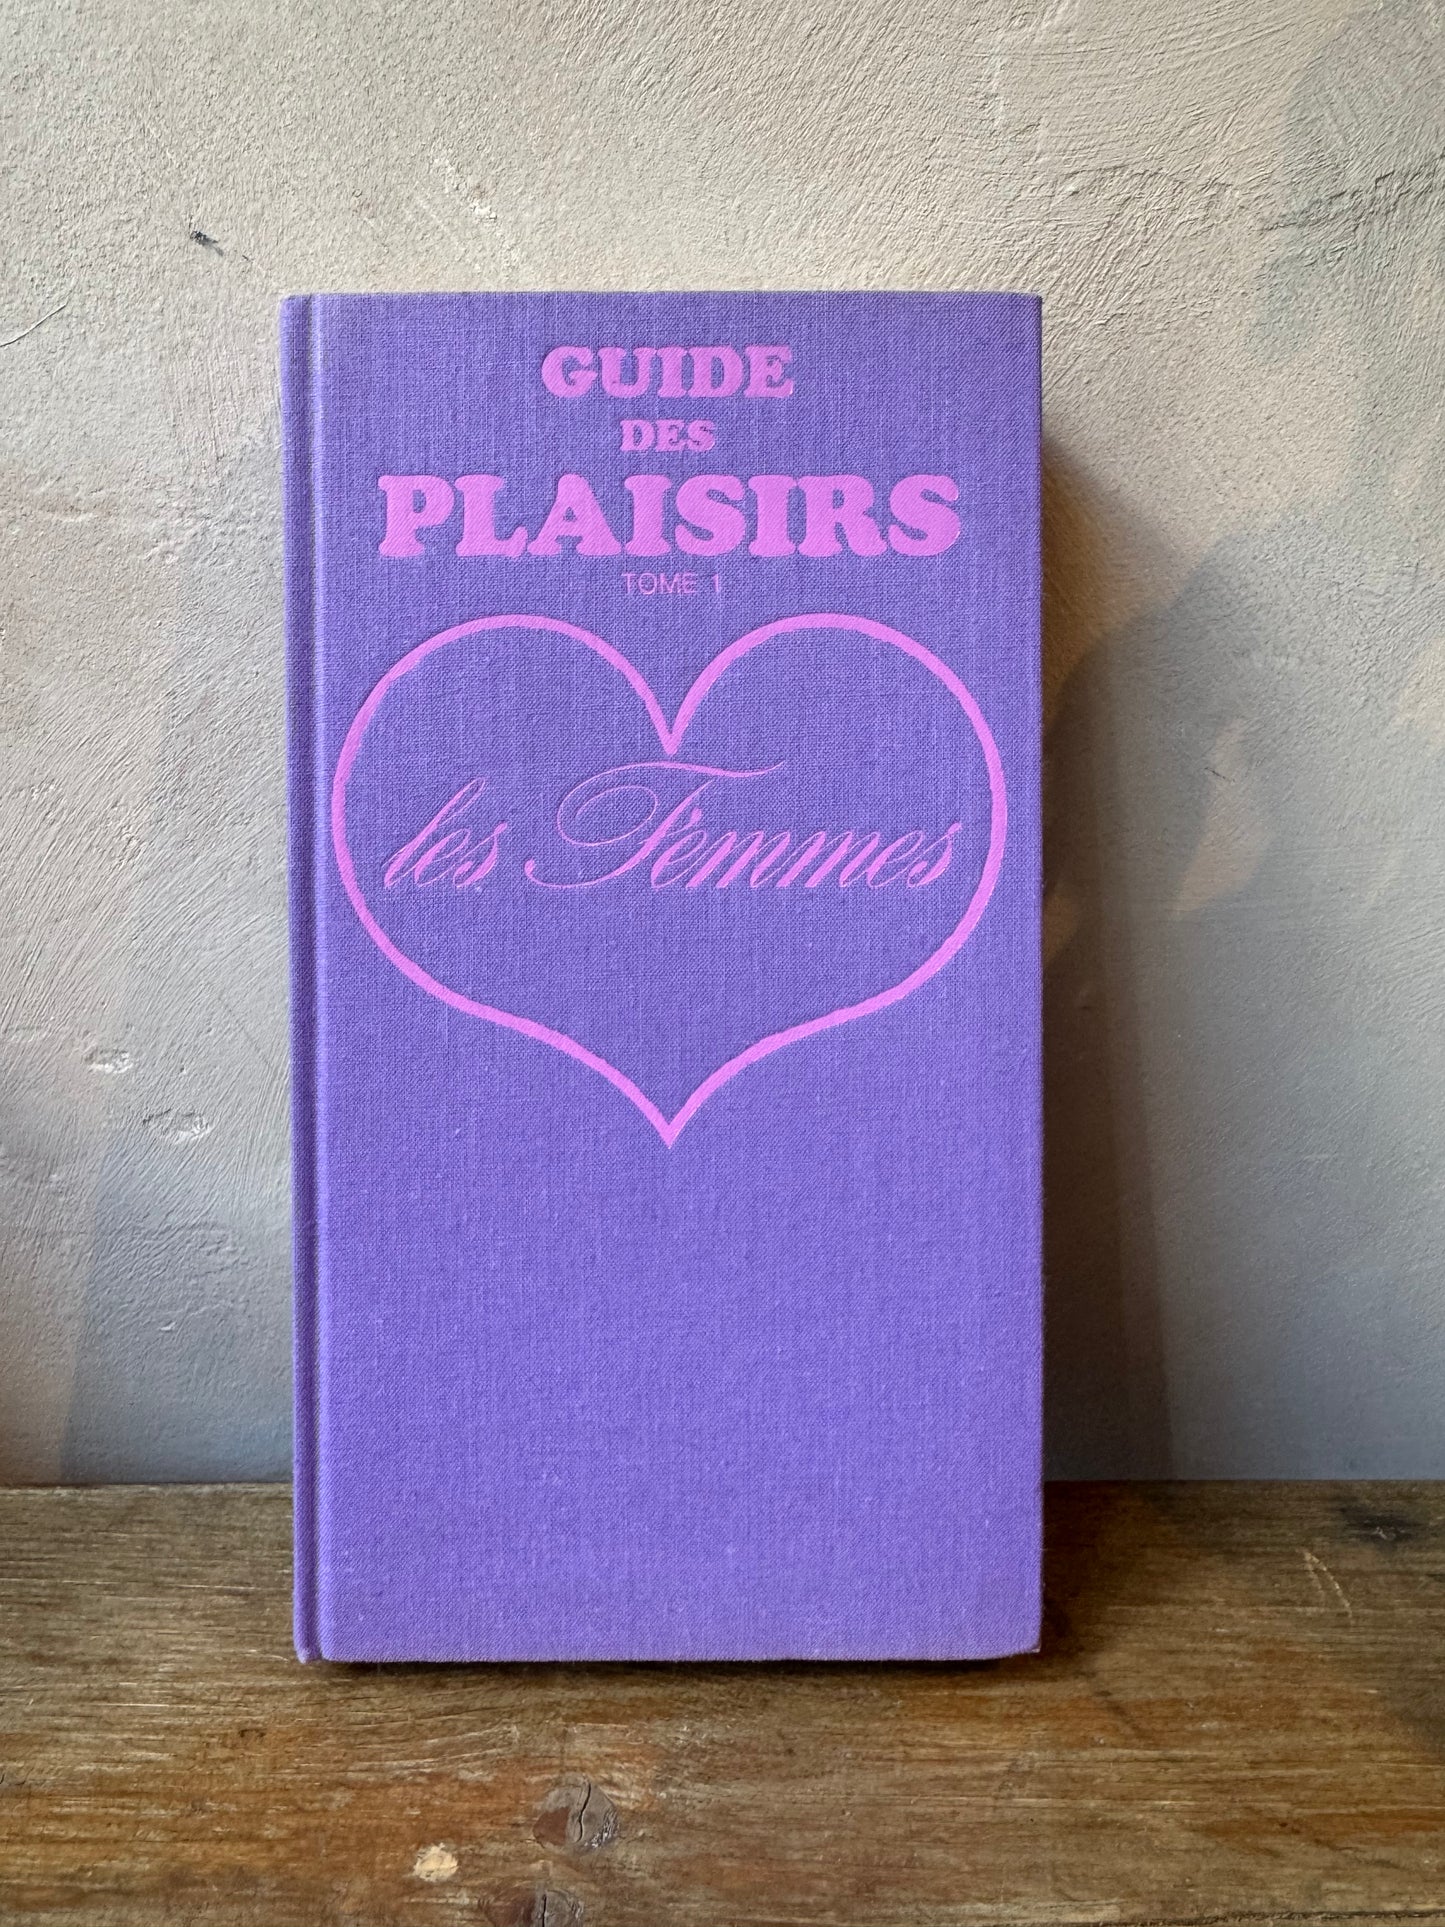 GUIDE
DES
PLAISIRS
TOME 1
les Femmes